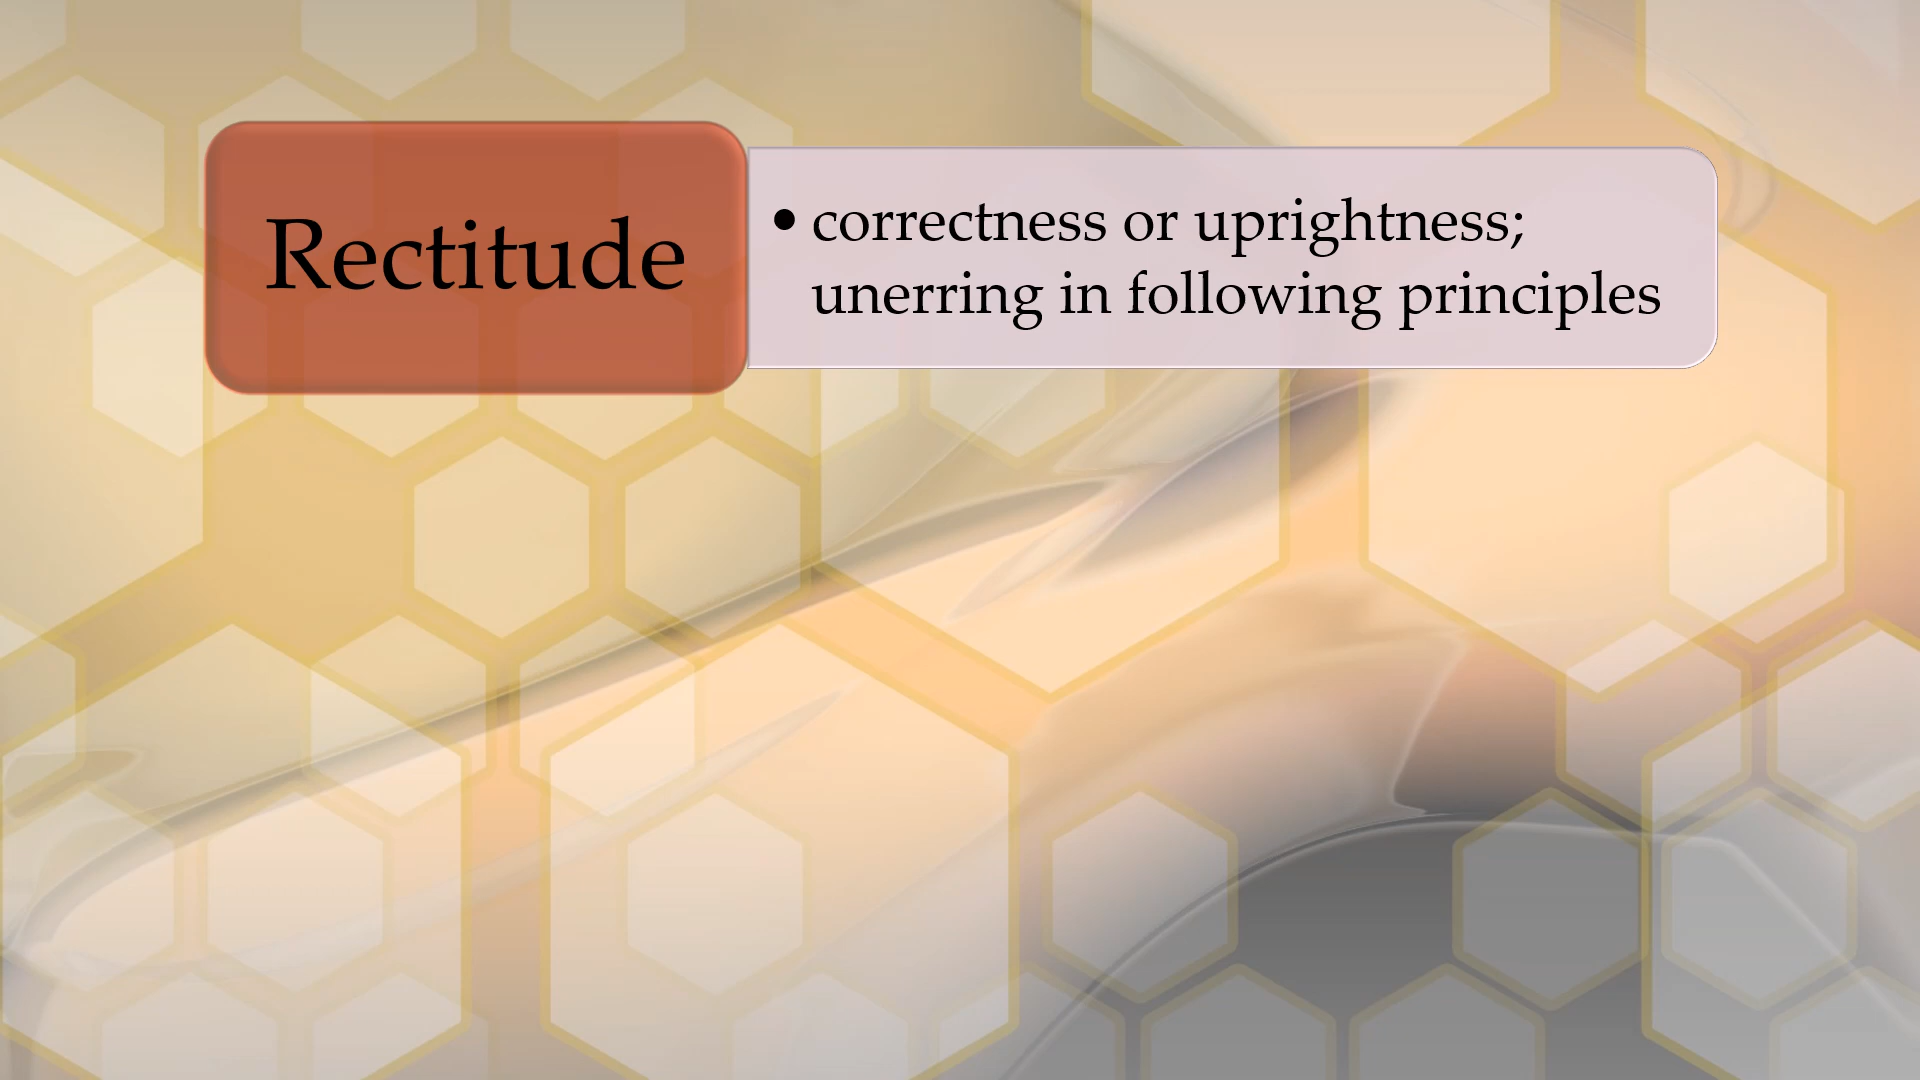 Rectitude
• correctness or uprightness;
unerring in following principles